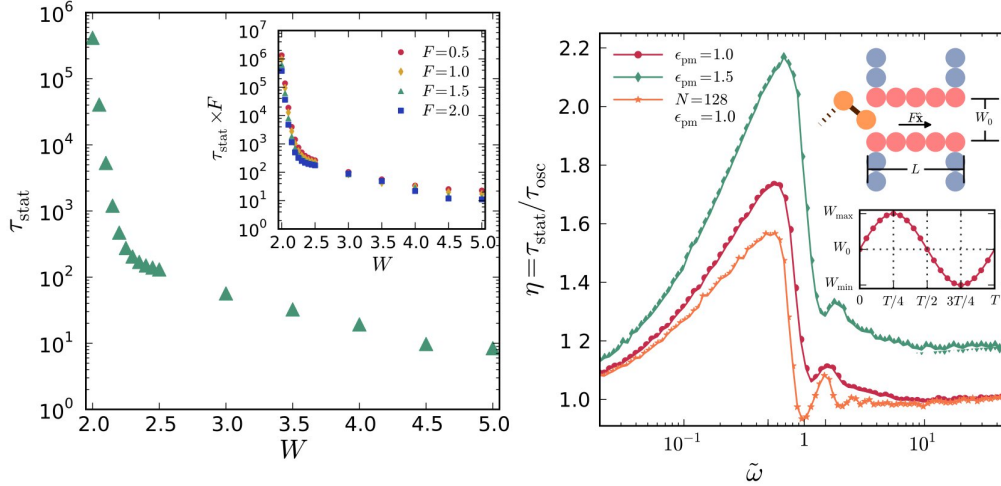 10^6
10^5
10^4
10^3
10^2
10^1
10^0
τ_stat
2.0 2.5 3.0 3.5 4.0 4.5 5.0
W
10^7
10^6
10^5
10^4
10^3
10^2
10^1
10^0
τ_stat × F
2.0 2.5 3.0 3.5 4.0 4.5 5.0
W
F=0.5
F=1.0
F=1.5
F=2.0
2.2
2.0
1.8
1.6
1.4
1.2
1.0
η=τ_stat/τ_osc
10^-1 1 10^1
ω̃
ϵ_pm=1.0
ϵ_pm=1.5
N=128
ϵ_pm=1.0
Fx̂
W_0
L
W_max
W_0
W_min
0 T/4 T/2 3T/4 T